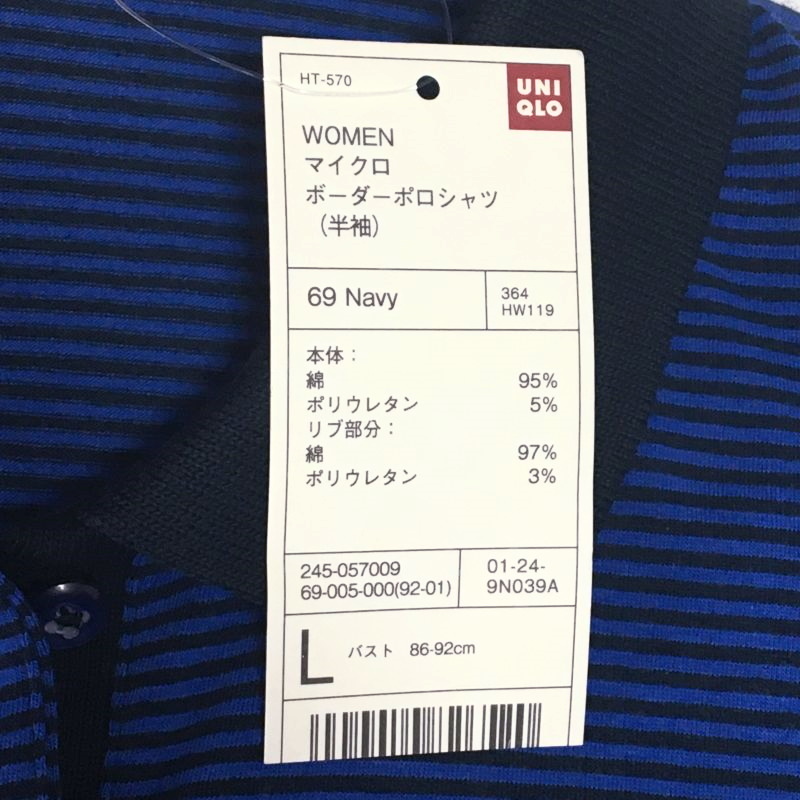 HT-570
UNI
QLO
WOMEN
マイクロ
ボーダーポロシャツ
（半袖）
69 Navy
364
HW119
本体：
綿 95%
ポリウレタン 5%
リブ部分：
綿 97%
ポリウレタン 3%
245-057009
69-005-000(92-01)
01-24-
9N039A
L バスト 86-92cm